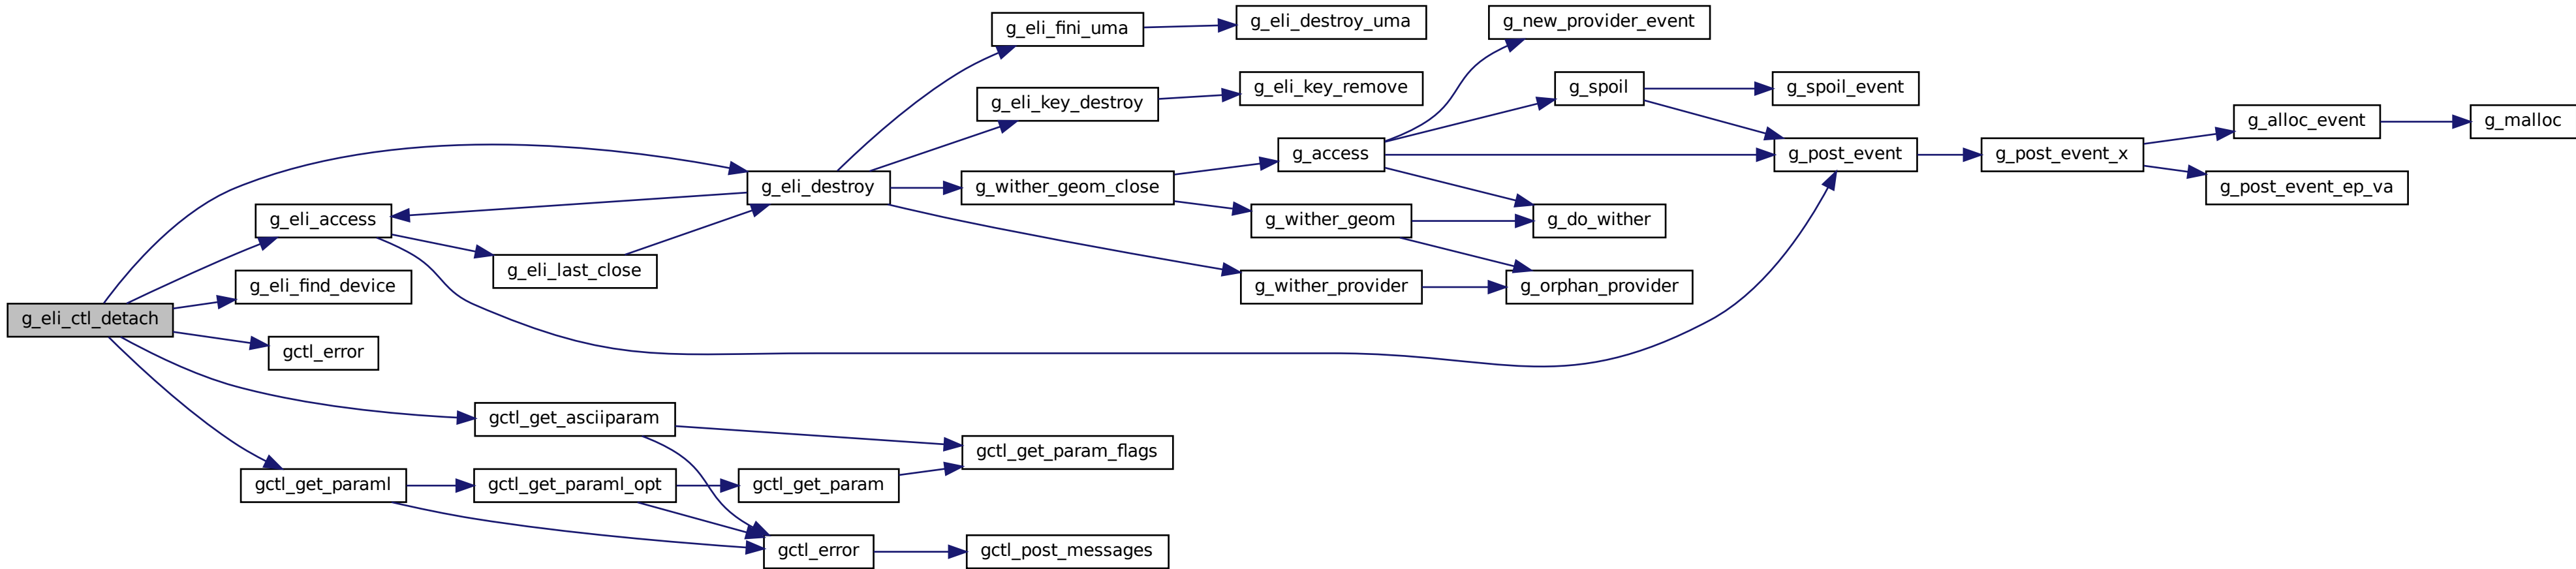 g_eli_ctl_detach
g_eli_access
g_eli_find_device
gctl_error
gctl_get_paraml
g_eli_last_close
gctl_get_asciiparam
gctl_get_paraml_opt
g_eli_destroy
gctl_get_param
gctl_error
g_eli_fini_uma
g_eli_key_destroy
g_wither_geom_close
gctl_get_param_flags
gctl_post_messages
g_eli_destroy_uma
g_eli_key_remove
g_access
g_wither_geom
g_wither_provider
g_new_provider_event
g_spoil
g_do_wither
g_orphan_provider
g_spoil_event
g_post_event
g_post_event_x
g_alloc_event
g_post_event_ep_va
g_malloc